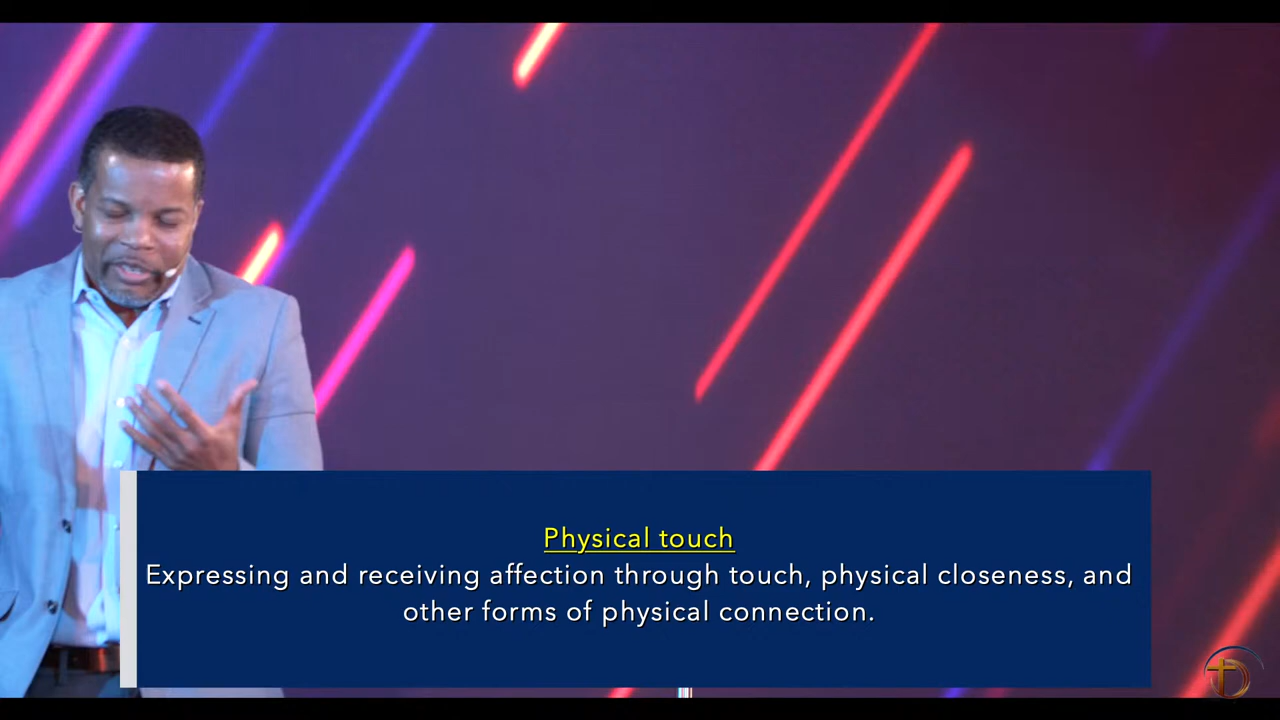 Physical touch
Expressing and receiving affection through touch, physical closeness, and
other forms of physical connection.